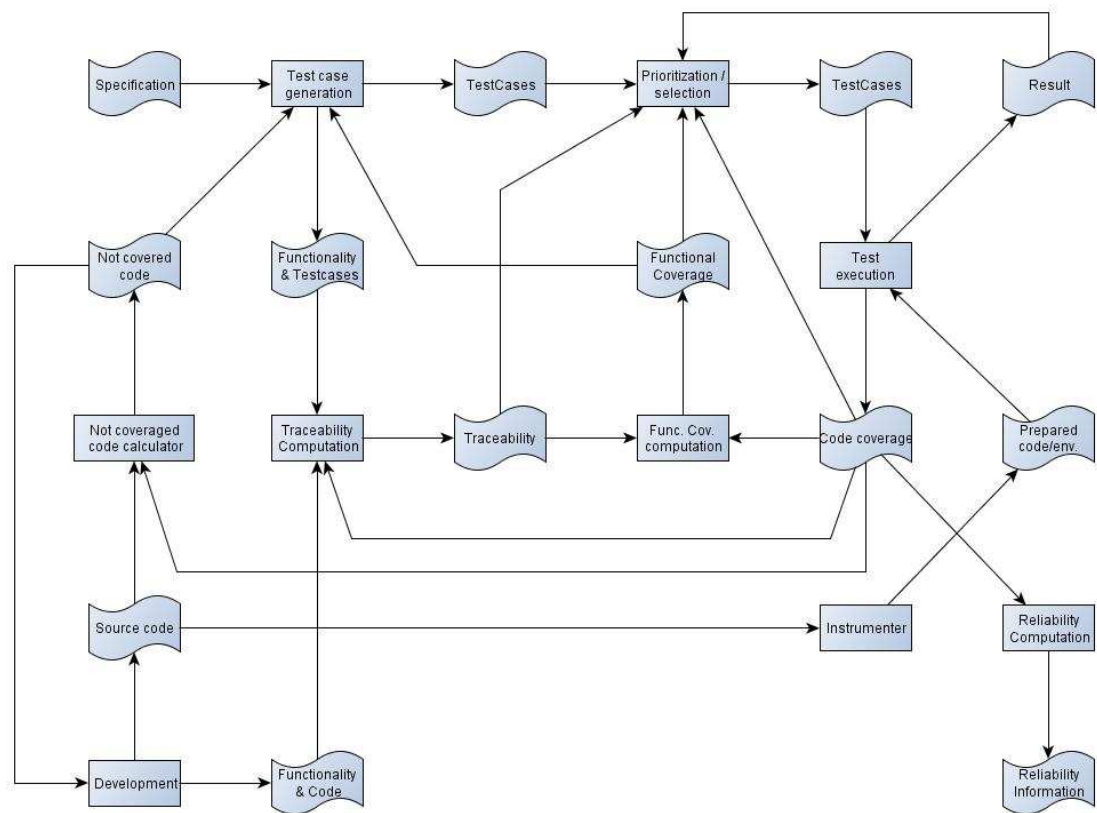 Specification
Test case
generation
TestCases
Prioritization /
selection
TestCases
Result
Not covered
code
Functionality
& Testcases
Functional
Coverage
Test
execution
Not coveraged
code calculator
Traceability
Computation
Traceability
Func. Cov.
computation
Code coverage
Prepared
code/env.
Source code
Instrumenter
Reliability
Computation
Development
Functionality
& Code
Reliability
Information